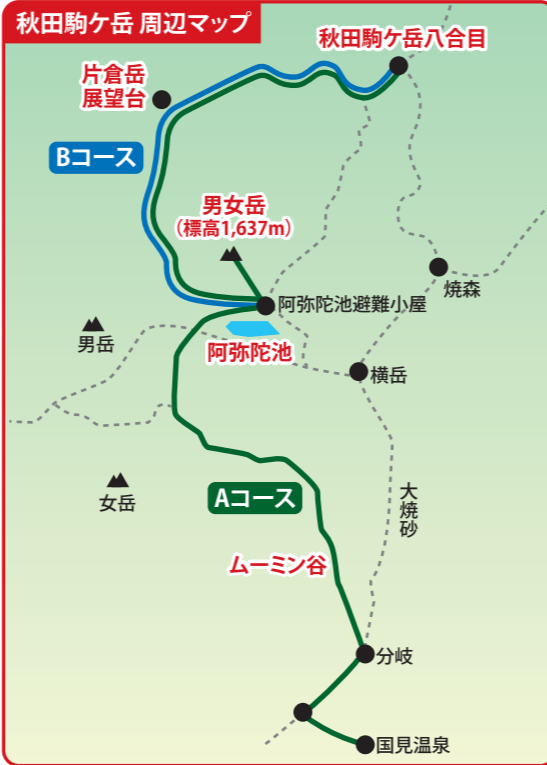 秋田駒ケ岳 周辺マップ
秋田駒ケ岳八合目
片倉岳
展望台
Bコース
男女岳
（標高1,637m）
焼森
阿弥陀池避難小屋
男岳
阿弥陀池
横岳
女岳
Aコース
大焼砂
ムーミン谷
分岐
国見温泉